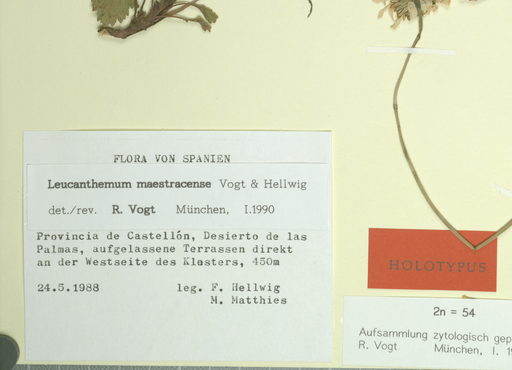 FLORA VON SPANIEN
Leucanthemum maestracense Vogt & Hellwig
det./rev. R. Vogt München, I.1990
Provincia de Castellón, Desierto de las
Palmas, aufgelassene Terrassen direkt
an der Westseite des Klosters, 450m
24.5.1988 leg. F. Hellwig
M. Matthies
HOLOTYPUS
2n = 54
Aufsammlung zytologisch gep
R. Vogt München, I. 19